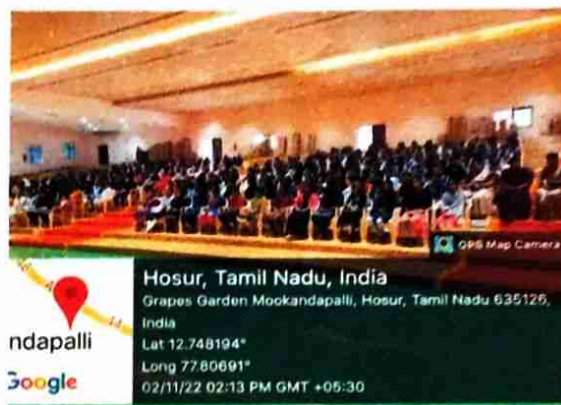 GPS Map Camera
Hosur, Tamil Nadu, India
Grapes Garden Mookandapalli, Hosur, Tamil Nadu 635126,
India
Lat 12.748194°
Long 77.80691°
02/11/22 02:13 PM GMT +05:30
ndapalli
Google